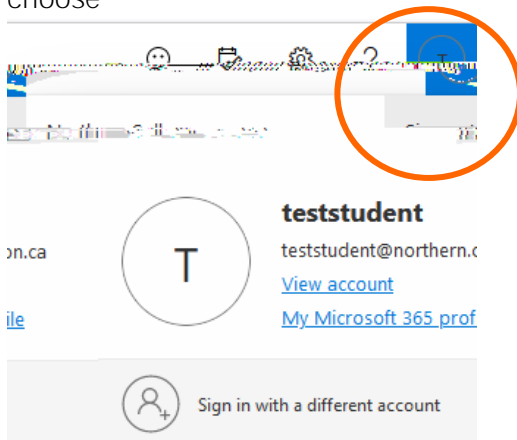 choose
?
T
teststudent
on.ca
teststudent@northern.c
T
View account
ile
My Microsoft 365 prof
Sign in with a different account